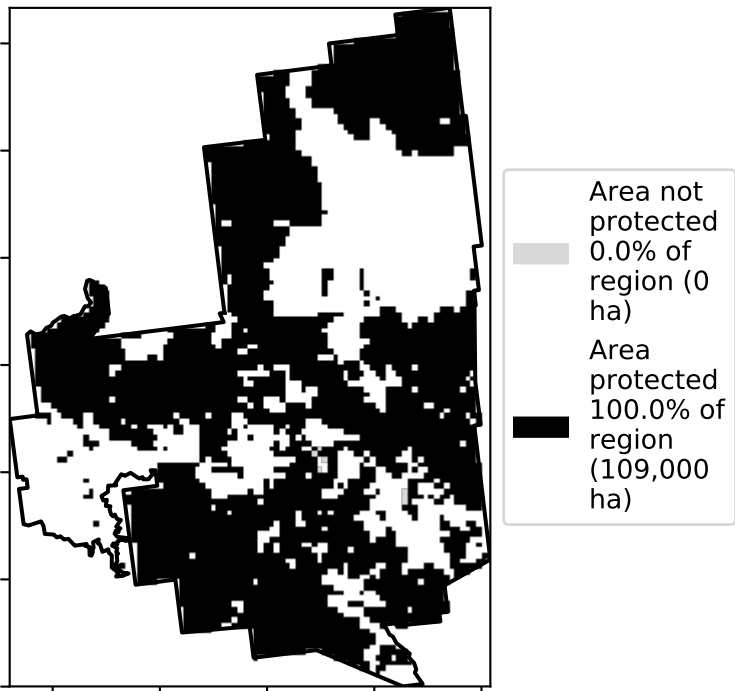 Area not
protected
0.0% of
region (0
ha)
Area
protected
100.0% of
region
(109,000
ha)